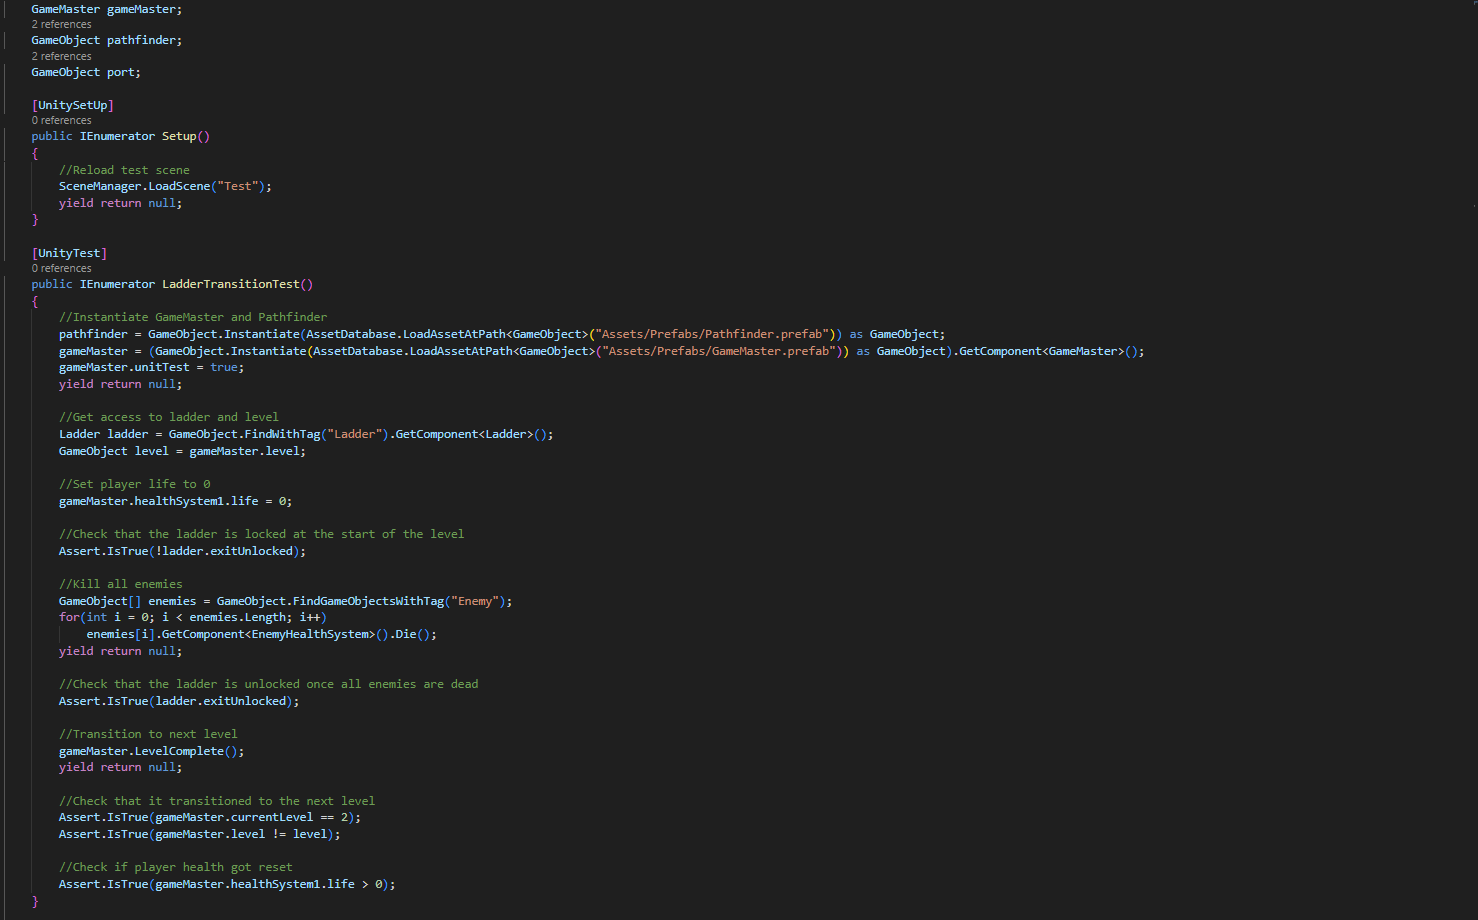 GameMaster gameMaster;
2 references
GameObject pathfinder;
2 references
GameObject port;
[UnitySetUp]
0 references
public IEnumerator Setup()
{
//Reload test scene
SceneManager.LoadScene("Test");
yield return null;
}
[UnityTest]
0 references
public IEnumerator LadderTransitionTest()
{
//Instantiate GameMaster and Pathfinder
pathfinder = GameObject.Instantiate(AssetDatabase.LoadAssetAtPath<GameObject>("Assets/Prefabs/Pathfinder.prefab")) as GameObject;
gameMaster = (GameObject.Instantiate(AssetDatabase.LoadAssetAtPath<GameObject>("Assets/Prefabs/GameMaster.prefab")) as GameObject).GetComponent<GameMaster>();
gameMaster.unitTest = true;
yield return null;
//Get access to ladder and level
Ladder ladder = GameObject.FindWithTag("Ladder").GetComponent<Ladder>();
GameObject level = gameMaster.level;
//Set player life to 0
gameMaster.healthSystem1.life = 0;
//Check that the ladder is locked at the start of the level
Assert.IsTrue(!ladder.exitUnlocked);
//Kill all enemies
GameObject[] enemies = GameObject.FindGameObjectsWithTag("Enemy");
for(int i = 0; i < enemies.Length; i++)
enemies[i].GetComponent<EnemyHealthSystem>().Die();
yield return null;
//Check that the ladder is unlocked once all enemies are dead
Assert.IsTrue(ladder.exitUnlocked);
//Transition to next level
gameMaster.LevelComplete();
yield return null;
//Check that it transitioned to the next level
Assert.IsTrue(gameMaster.currentLevel == 2);
Assert.IsTrue(gameMaster.level != level);
//Check if player health got reset
Assert.IsTrue(gameMaster.healthSystem1.life > 0);
}